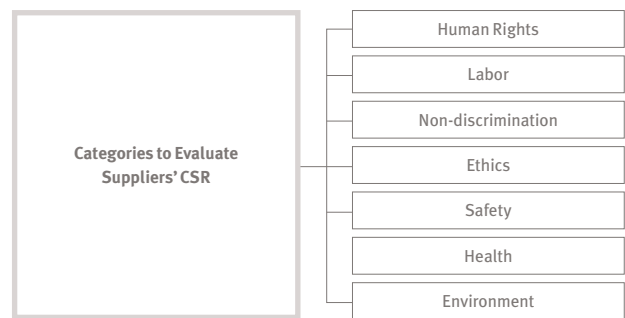 Categories to Evaluate
Suppliers' CSR
Human Rights
Labor
Non-discrimination
Ethics
Safety
Health
Environment